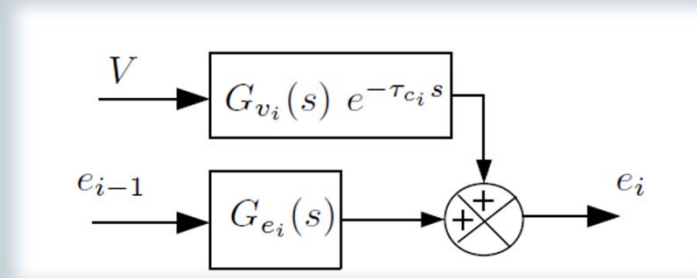 V
G_{v_i}(s) e^{-τ_{c_i} s}
e_{i-1}
e_i
G_{e_i}(s)
+
+